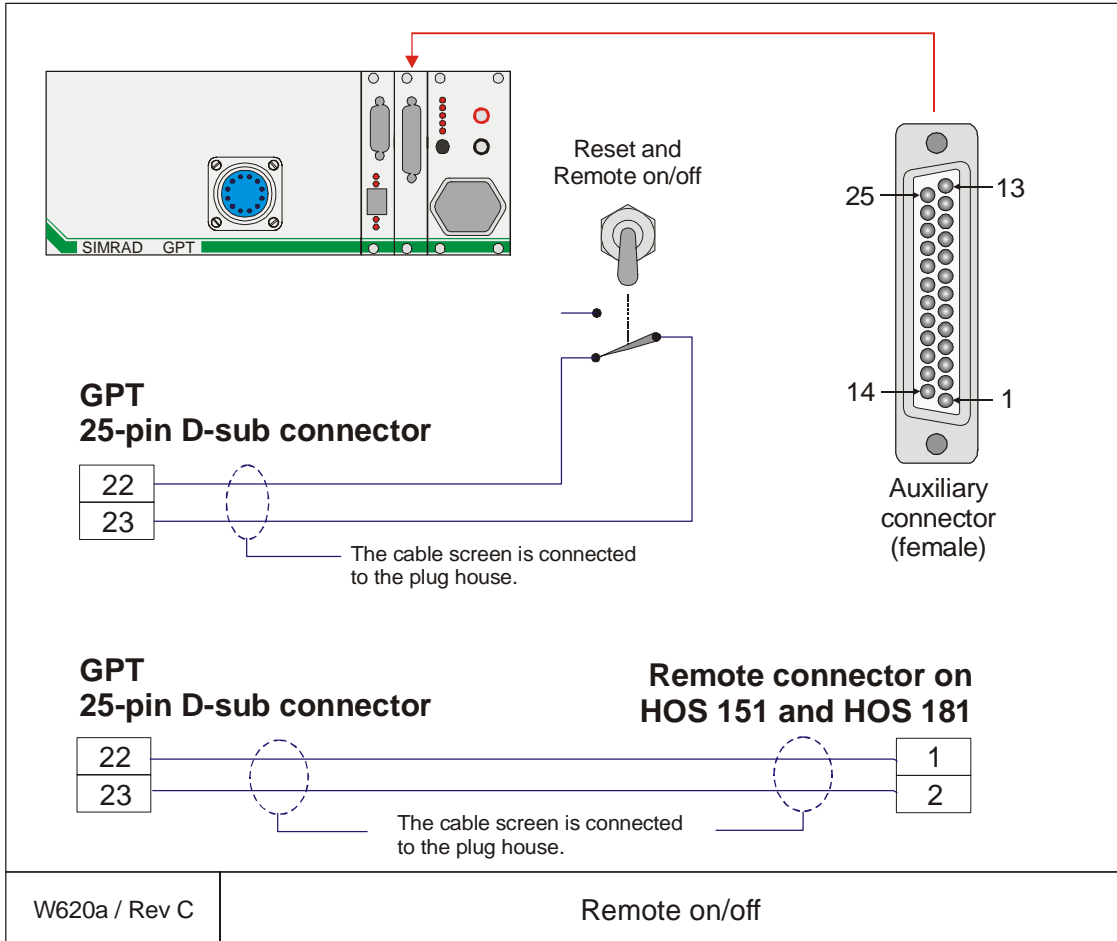 SIMRAD GPT
Reset and
Remote on/off
25
13
14
1
Auxiliary
connector
(female)
GPT
25-pin D-sub connector
22
23
The cable screen is connected
to the plug house.
GPT
25-pin D-sub connector
Remote connector on
HOS 151 and HOS 181
22
23
1
2
The cable screen is connected
to the plug house.
W620a / Rev C
Remote on/off